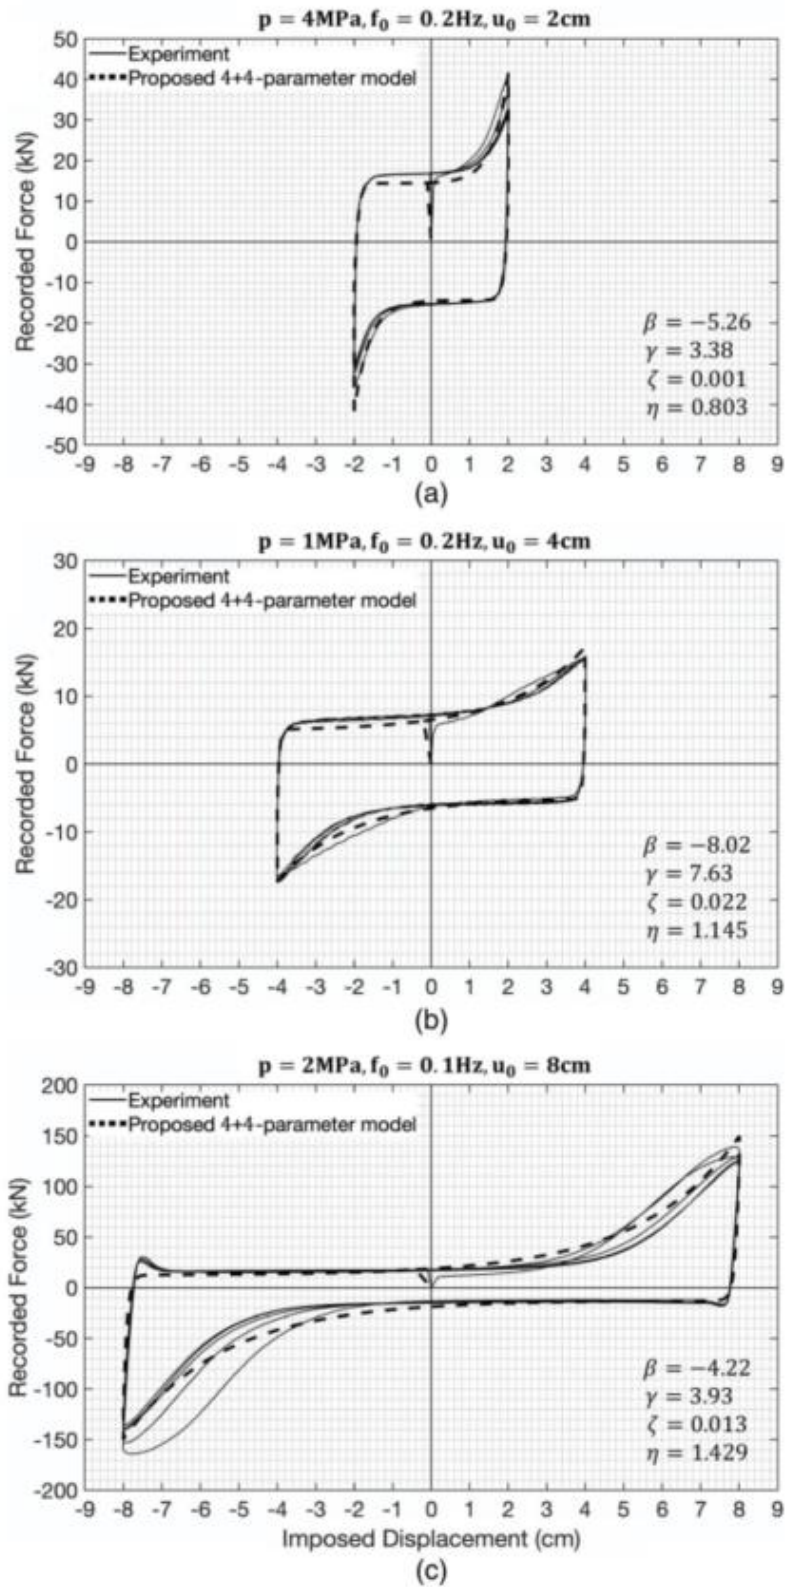 p = 4MPa, f₀ = 0.2Hz, u₀ = 2cm
50
Experiment
Proposed 4+4-parameter model
40
30
20
10
0
-10
-20
-30
-40
-50
Recorded Force (kN)
β = −5.26
γ = 3.38
ζ = 0.001
η = 0.803
-9 -8 -7 -6 -5 -4 -3 -2 -1 0 1 2 3 4 5 6 7 8 9
(a)
p = 1MPa, f₀ = 0.2Hz, u₀ = 4cm
30
Experiment
Proposed 4+4-parameter model
20
10
0
-10
-20
-30
Recorded Force (kN)
β = −8.02
γ = 7.63
ζ = 0.022
η = 1.145
-9 -8 -7 -6 -5 -4 -3 -2 -1 0 1 2 3 4 5 6 7 8 9
(b)
p = 2MPa, f₀ = 0.1Hz, u₀ = 8cm
200
Experiment
Proposed 4+4-parameter model
150
100
50
0
-50
-100
-150
-200
Recorded Force (kN)
β = −4.22
γ = 3.93
ζ = 0.013
η = 1.429
-9 -8 -7 -6 -5 -4 -3 -2 -1 0 1 2 3 4 5 6 7 8 9
Imposed Displacement (cm)
(c)